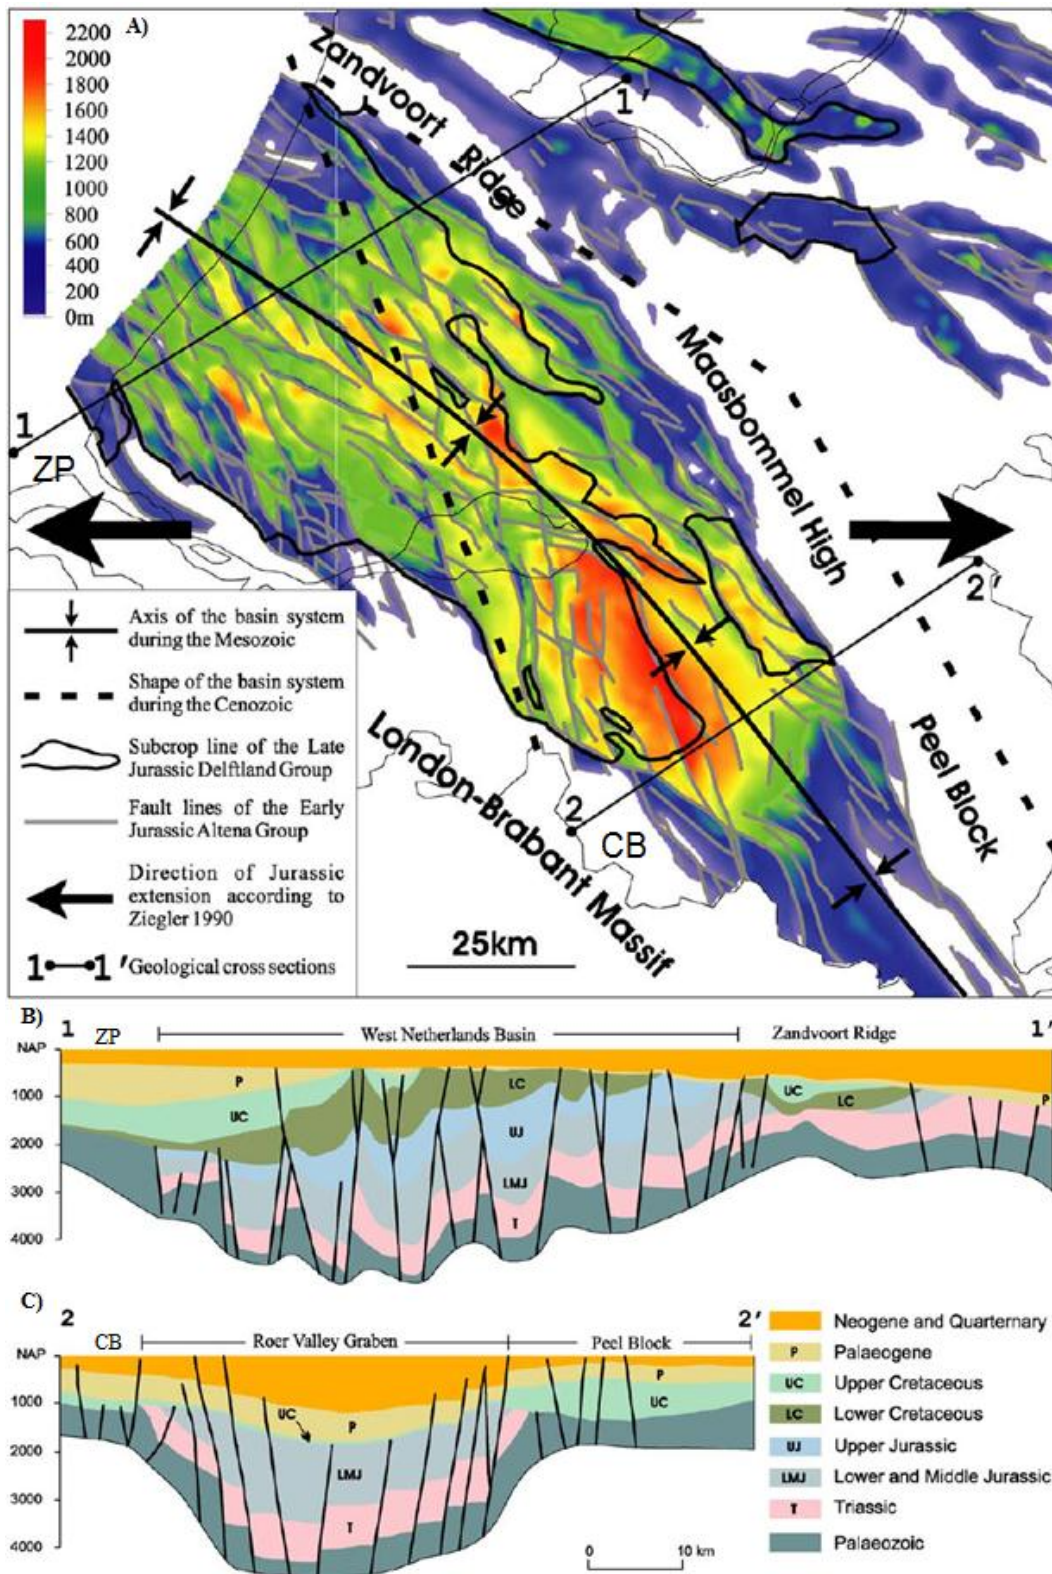 A)
2200
2000
1800
1600
1400
1200
1000
800
600
400
200
0m
Zandvoort Ridge
1'
Maasbommel High
1
ZP
2'
Peel Block
London-Brabant Massif
2
CB
25km
Axis of the basin system
during the Mesozoic
Shape of the basin system
during the Cenozoic
Subcrop line of the Late
Jurassic Delftland Group
Fault lines of the Early
Jurassic Altena Group
Direction of Jurassic
extension according to
Ziegler 1990
1 1' Geological cross sections
B)
1 ZP West Netherlands Basin Zandvoort Ridge 1'
NAP
1000
2000
3000
4000
P
UC
LC
UJ
LMJ
T
UC
LC
P
C)
2 CB Roer Valley Graben Peel Block 2'
NAP
1000
2000
3000
4000
UC
P
LMJ
T
P
UC
0 10 km
Neogene and Quarternary
P Palaeogene
UC Upper Cretaceous
LC Lower Cretaceous
UJ Upper Jurassic
LMJ Lower and Middle Jurassic
T Triassic
Palaeozoic